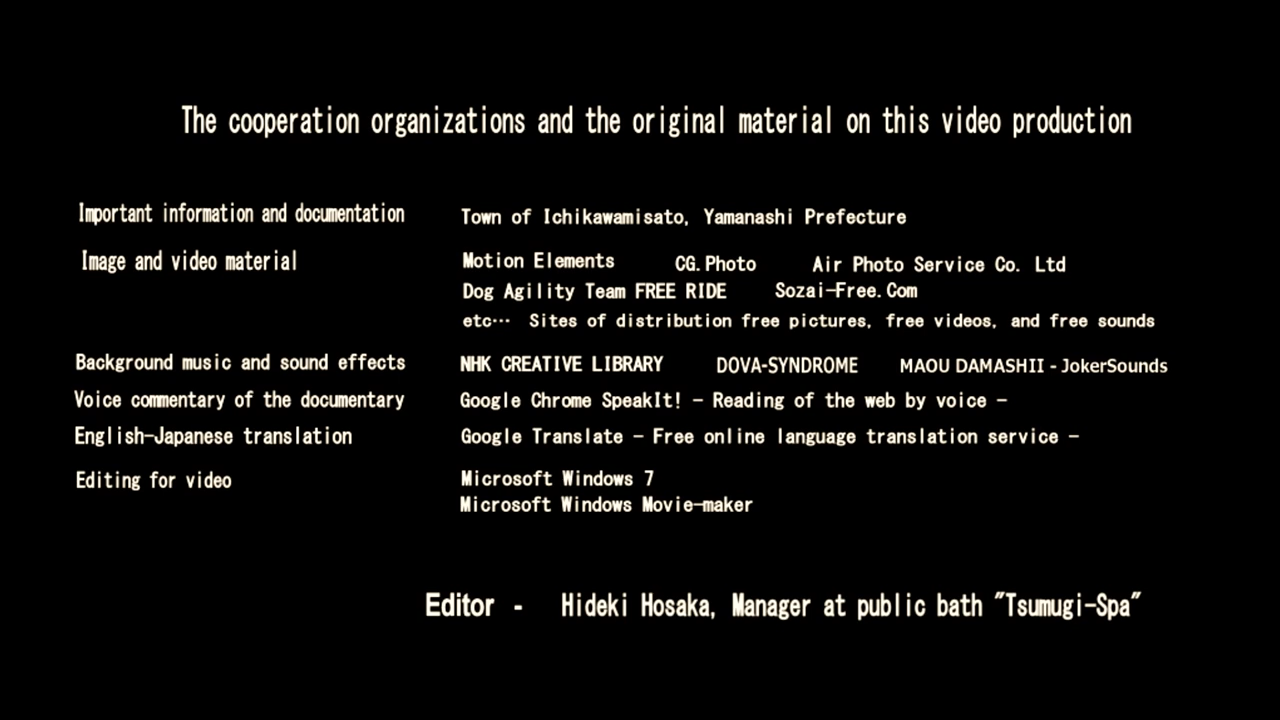 The cooperation organizations and the original material on this video production
Important information and documentation Town of Ichikawamisato, Yamanashi Prefecture
Image and video material Motion Elements CG.Photo Air Photo Service Co. Ltd
Dog Agility Team FREE RIDE Sozai-Free.Com
etc… Sites of distribution free pictures, free videos, and free sounds
Background music and sound effects NHK CREATIVE LIBRARY DOVA-SYNDROME MAOU DAMASHII - JokerSounds
Voice commentary of the documentary Google Chrome SpeakIt! - Reading of the web by voice -
English-Japanese translation Google Translate - Free online language translation service -
Editing for video Microsoft Windows 7
Microsoft Windows Movie-maker
Editor - Hideki Hosaka, Manager at public bath "Tsumugi-Spa"